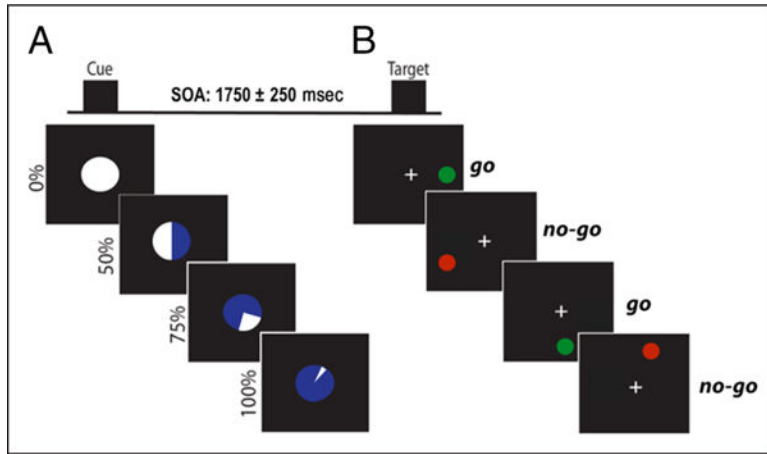 A
B
Cue
Target
SOA: 1750 ± 250 msec
0%
go
50%
no-go
75%
go
100%
no-go